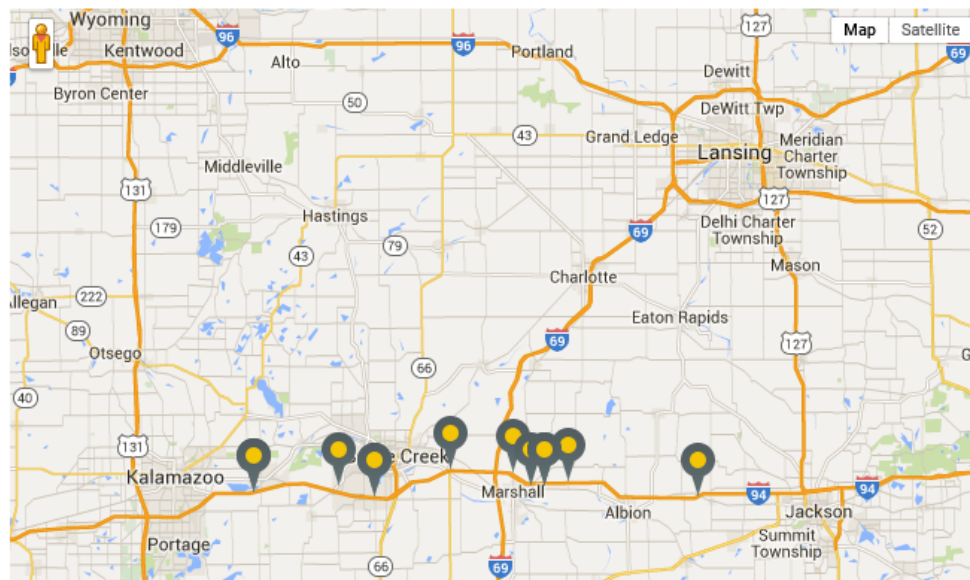 Wyoming
Map
Satellite
96
127
Kentwood
96
Portland
69
Alto
Dewitt
Byron Center
50
DeWitt Twp
43
Grand Ledge
Meridian
Charter
Township
Lansing
Middleville
131
127
Hastings
179
69
Delhi Charter
Township
52
79
43
Mason
Charlotte
222
Eaton Rapids
89
69
127
Otsego
66
40
131
Creek
Kalamazoo
Marshall
94
94
Albion
Jackson
Summit
Township
Portage
66
69